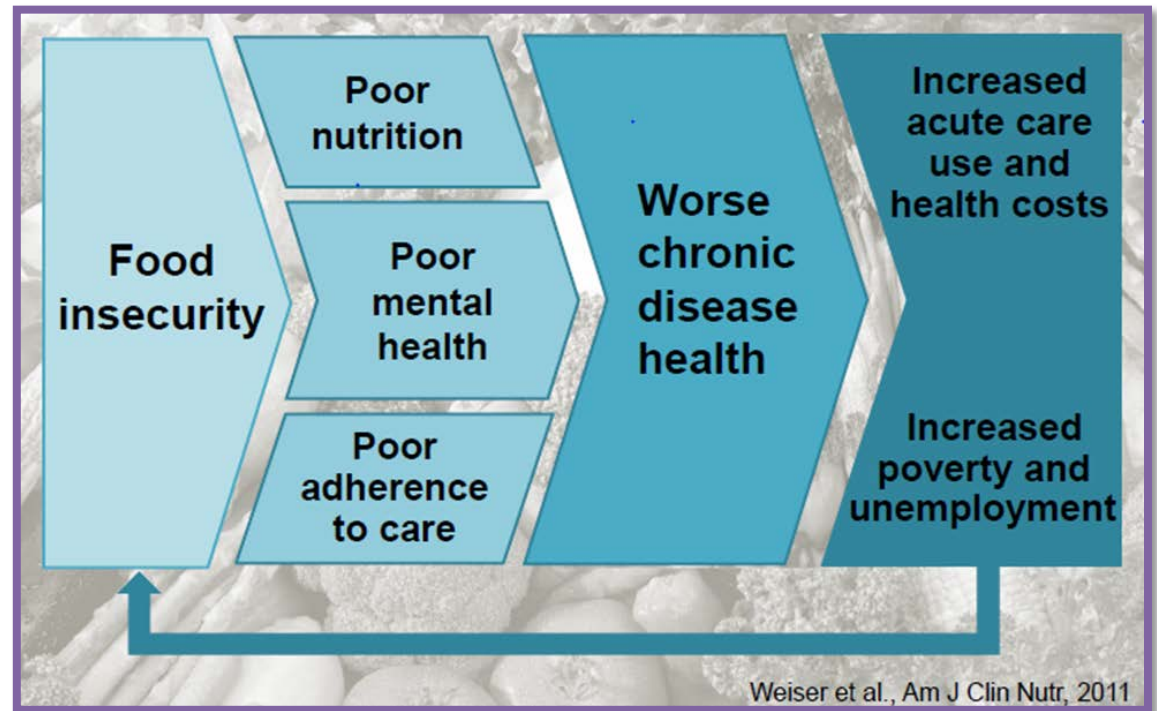 Food
insecurity
Poor
nutrition
Poor
mental
health
Poor
adherence
to care
Worse
chronic
disease
health
Increased
acute care
use and
health costs
Increased
poverty and
unemployment
Weiser et al., Am J Clin Nutr, 2011